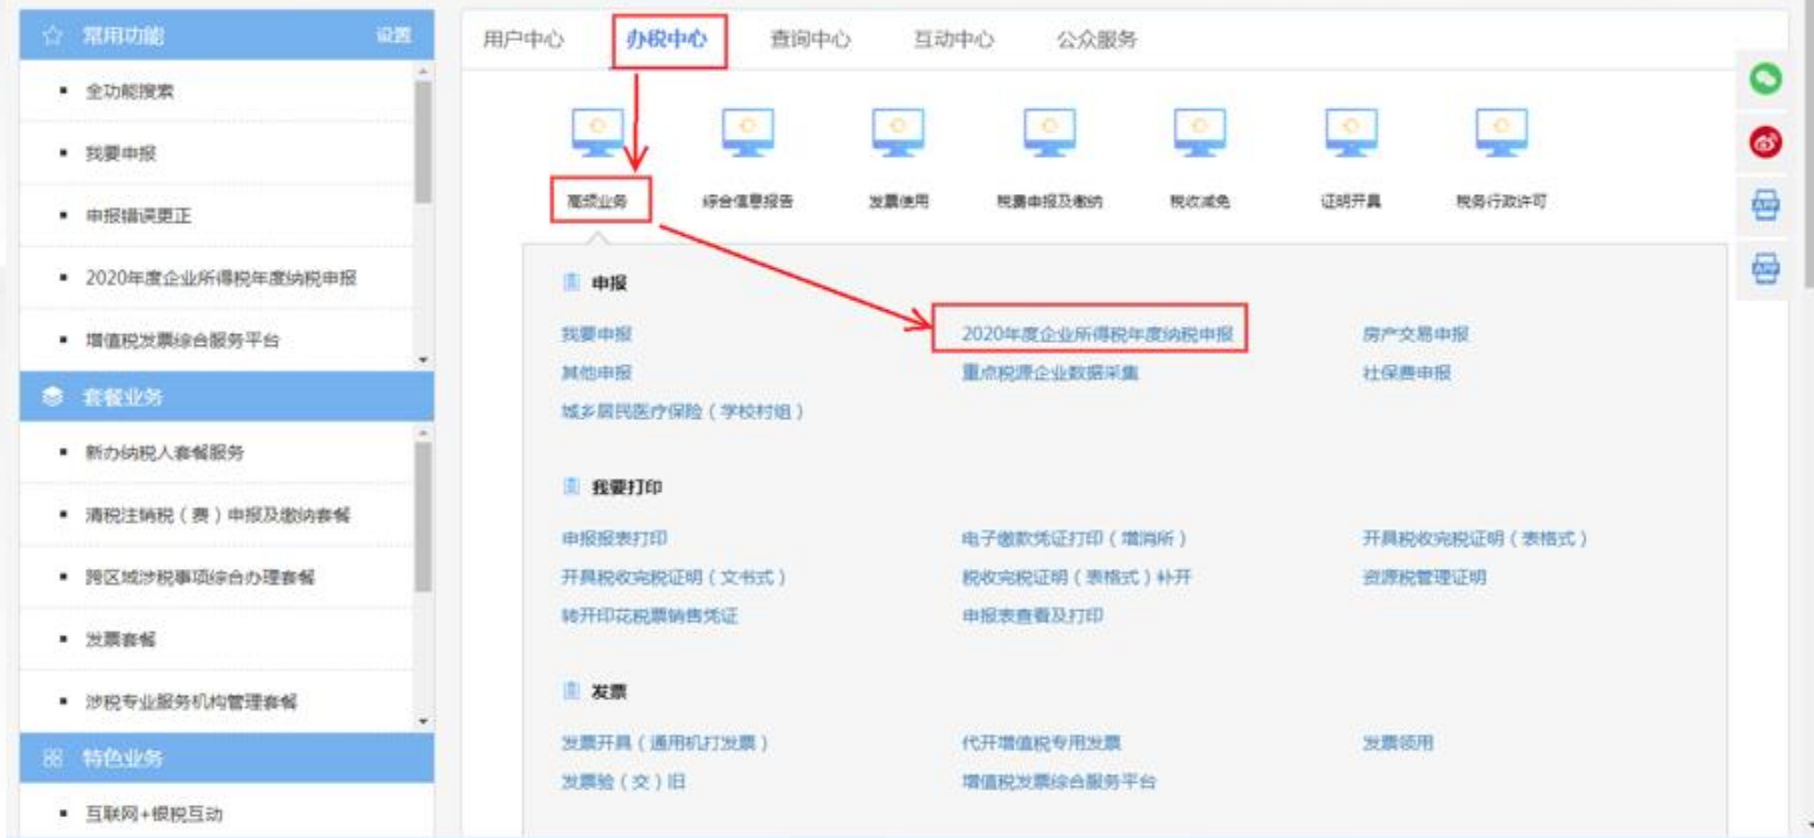 常用功能 设置
全功能搜索
我要申报
申报错误更正
2020年度企业所得税年度纳税申报
增值税发票综合服务平台
套餐业务
新办纳税人套餐服务
清税注销税（费）申报及缴纳套餐
跨区域涉税事项综合办理套餐
发票套餐
涉税专业服务机构管理套餐
特色业务
互联网+银税互动
用户中心 办税中心 查询中心 互动中心 公众服务
高频业务 综合信息报告 发票使用 税费申报及缴纳 税收减免 证明开具 税务行政许可
申报
我要申报 2020年度企业所得税年度纳税申报 房产交易申报
其他申报 重点税源企业数据采集 社保费申报
城乡居民医疗保险（学校村组）
我要打印
申报报表打印 电子缴款凭证打印（增消所） 开具税收完税证明（表格式）
开具税收完税证明（文书式） 税收完税证明（表格式）补开 资源税管理证明
转开印花税票销售凭证 申报表查看及打印
发票
发票开具（通用机打发票） 代开增值税专用发票 发票领用
发票验（交）旧 增值税发票综合服务平台
APP
APP